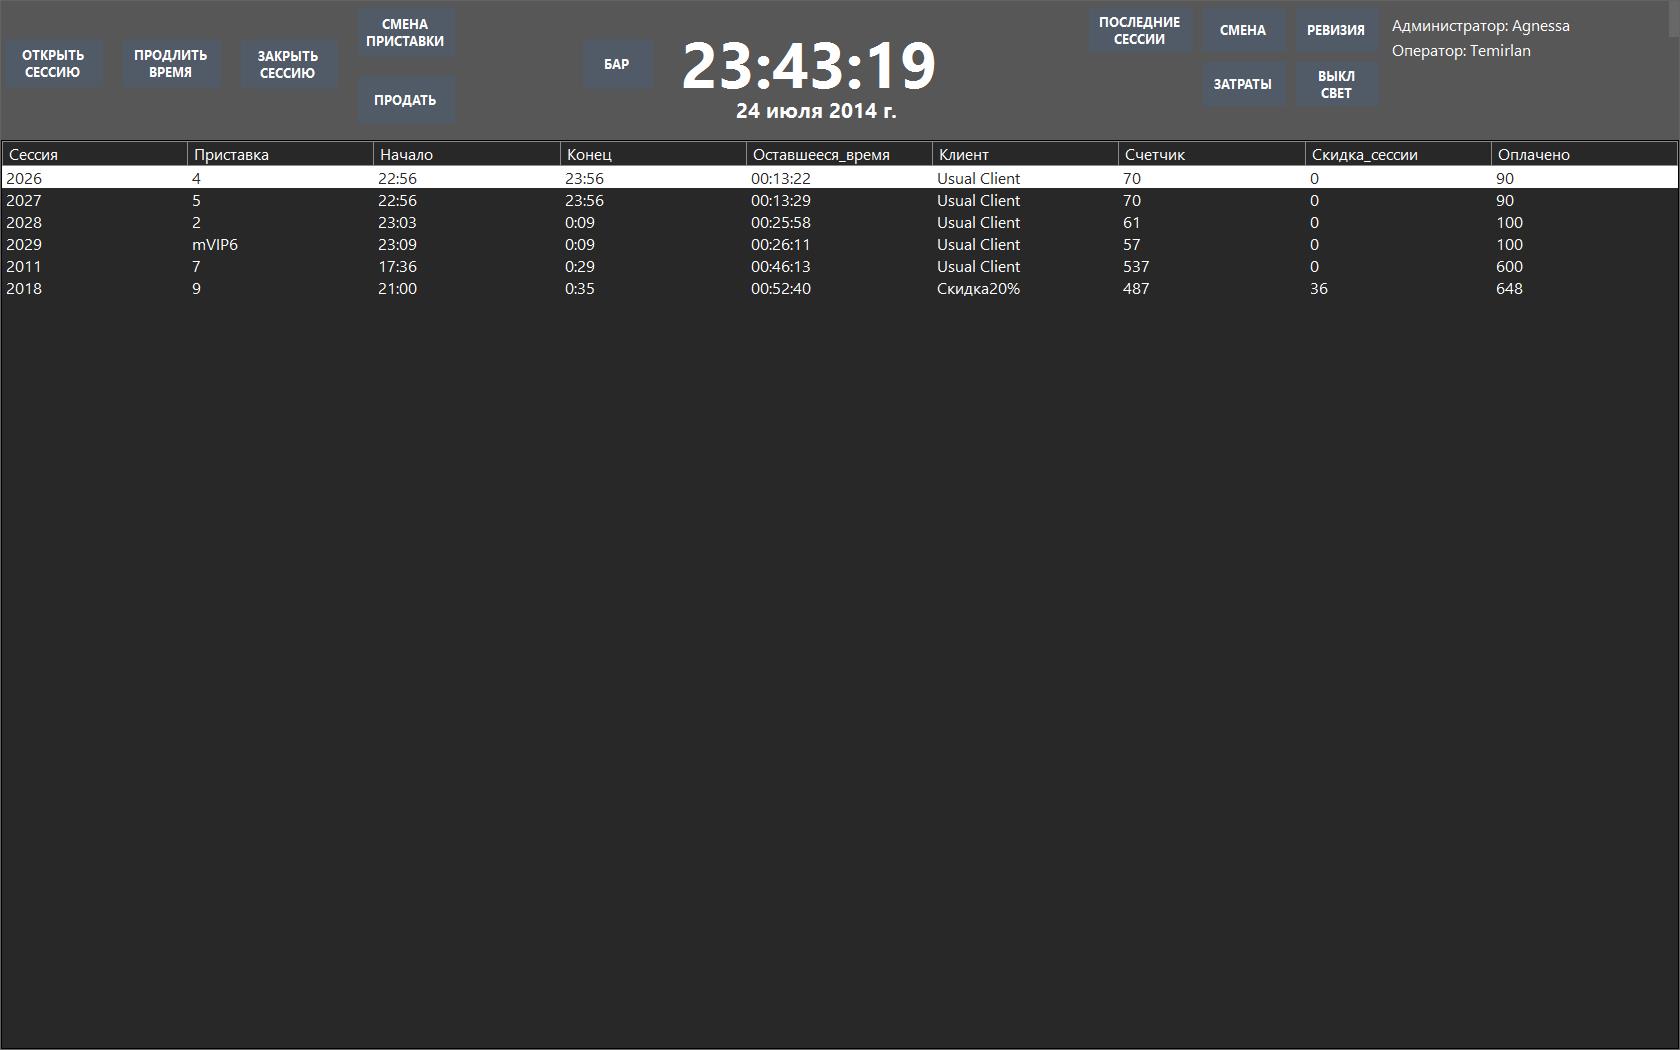 ОТКРЫТЬ
СЕССИЮ
ПРОДЛИТЬ
ВРЕМЯ
ЗАКРЫТЬ
СЕССИЮ
СМЕНА
ПРИСТАВКИ
ПРОДАТЬ
БАР
23:43:19
24 июля 2014 г.
ПОСЛЕДНИЕ
СЕССИИ
СМЕНА
РЕВИЗИЯ
ЗАТРАТЫ
ВЫКЛ
СВЕТ
Администратор: Agnessa
Оператор: Temirlan
Сессия Приставка Начало Конец Оставшееся_время Клиент Счетчик Скидка_сессии Оплачено
2026 4 22:56 23:56 00:13:22 Usual Client 70 0 90
2027 5 22:56 23:56 00:13:29 Usual Client 70 0 90
2028 2 23:03 0:09 00:25:58 Usual Client 61 0 100
2029 mVIP6 23:09 0:09 00:26:11 Usual Client 57 0 100
2011 7 17:36 0:29 00:46:13 Usual Client 537 0 600
2018 9 21:00 0:35 00:52:40 Скидка20% 487 36 648